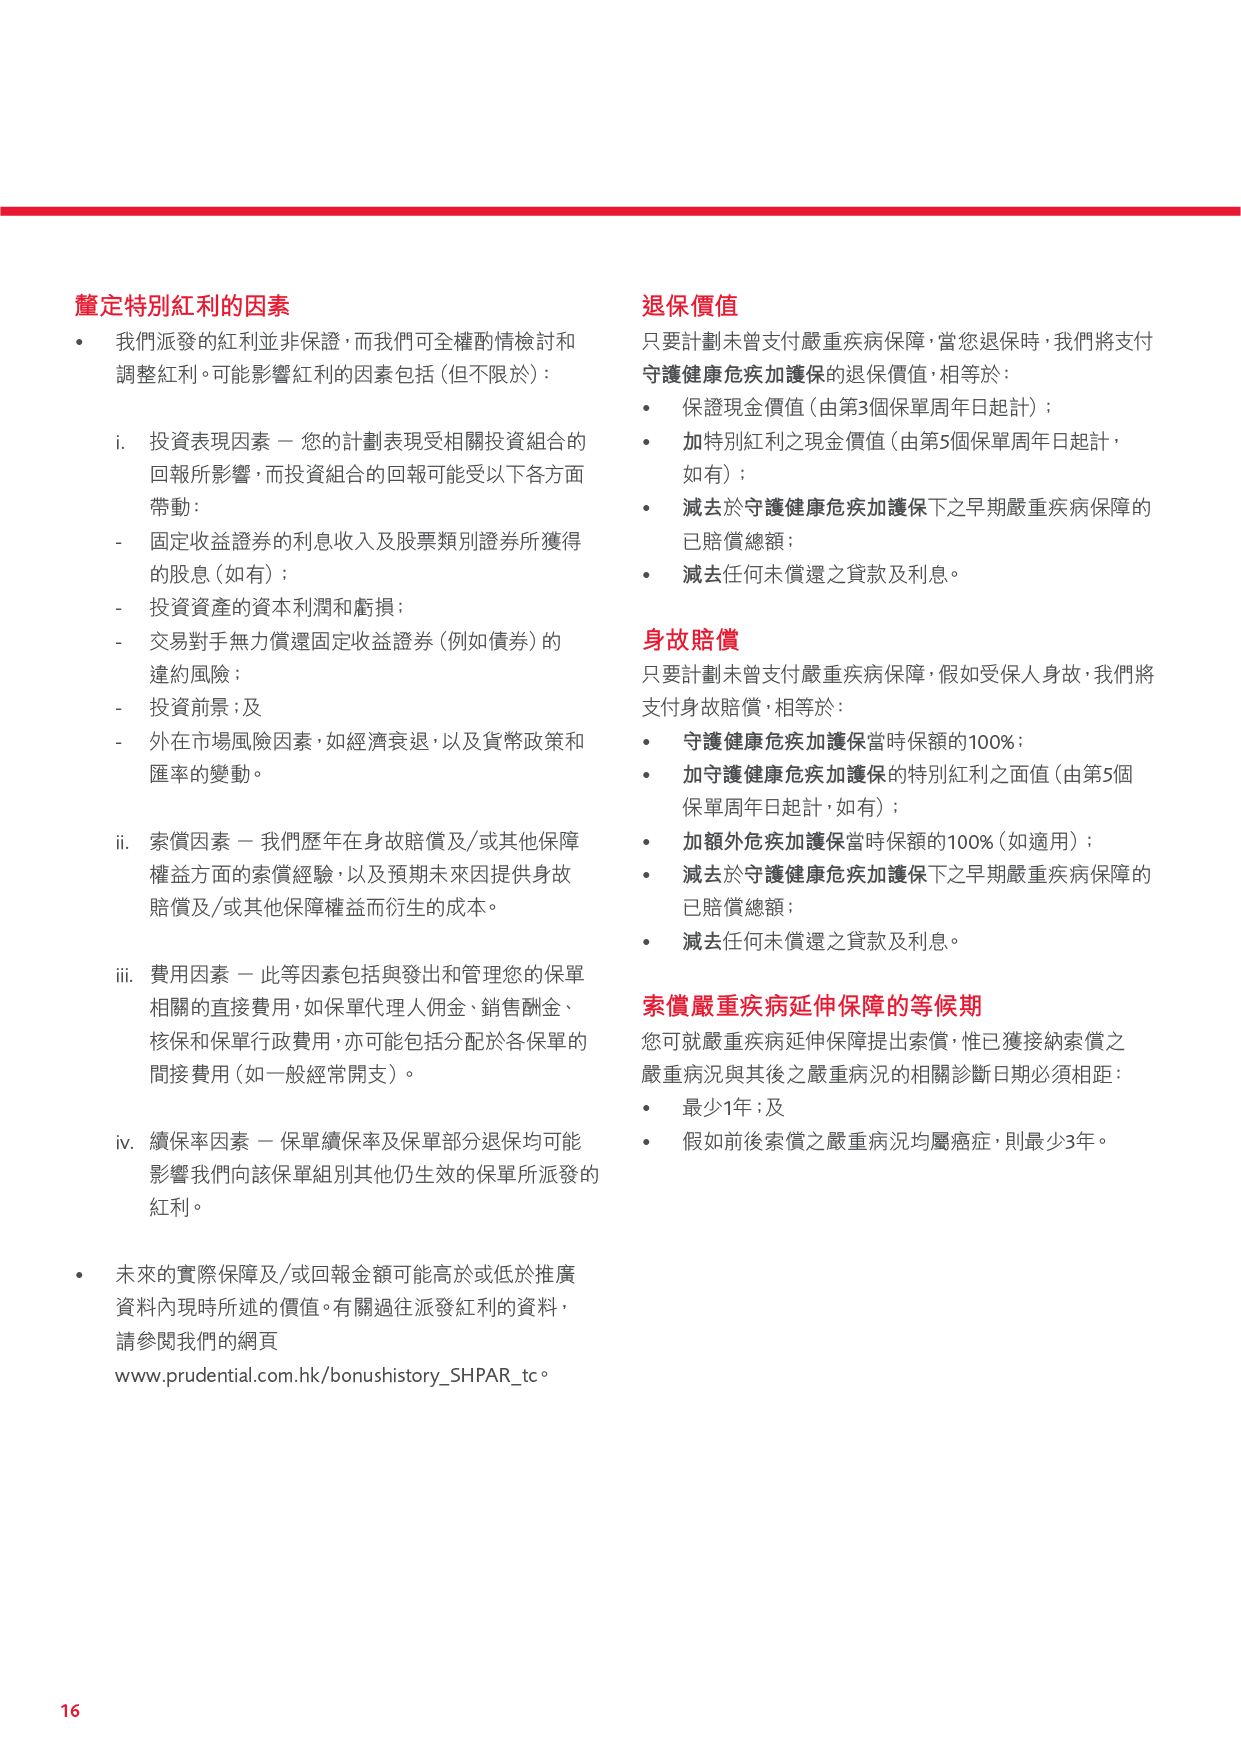 釐定特別紅利的因素
• 我們派發的紅利並非保證，而我們可全權酌情檢討和
調整紅利。可能影響紅利的因素包括（但不限於）：
i. 投資表現因素 — 您的計劃表現受相關投資組合的
回報所影響，而投資組合的回報可能受以下各方面
帶動：
- 固定收益證券的利息收入及股票類別證券所獲得
的股息（如有）；
- 投資資產的資本利潤和虧損；
- 交易對手無力償還固定收益證券（例如債券）的
違約風險；
- 投資前景；及
- 外在市場風險因素，如經濟衰退，以及貨幣政策和
匯率的變動。
ii. 索償因素 — 我們歷年在身故賠償及/或其他保障
權益方面的索償經驗，以及預期未來因提供身故
賠償及/或其他保障權益而衍生的成本。
iii. 費用因素 — 此等因素包括與發出和管理您的保單
相關的直接費用，如保單代理人佣金、銷售酬金、
核保和保單行政費用，亦可能包括分配於各保單的
間接費用（如一般經常開支）。
iv. 續保率因素 — 保單續保率及保單部分退保均可能
影響我們向該保單組別其他仍生效的保單所派發的
紅利。
• 未來的實際保障及/或回報金額可能高於或低於推廣
資料內現時所述的價值。有關過往派發紅利的資料，
請參閱我們的網頁
www.prudential.com.hk/bonushistory_SHPAR_tc。
退保價值
只要計劃未曾支付嚴重疾病保障，當您退保時，我們將支付
守護健康危疾加護保的退保價值，相等於：
• 保證現金價值（由第3個保單周年日起計）；
• 加特別紅利之現金價值（由第5個保單周年日起計，
如有）；
• 減去於守護健康危疾加護保下之早期嚴重疾病保障的
已賠償總額；
• 減去任何未償還之貸款及利息。
身故賠償
只要計劃未曾支付嚴重疾病保障，假如受保人身故，我們將
支付身故賠償，相等於：
• 守護健康危疾加護保當時保額的100%；
• 加守護健康危疾加護保的特別紅利之面值（由第5個
保單周年日起計，如有）；
• 加額外危疾加護保當時保額的100%（如適用）；
• 減去於守護健康危疾加護保下之早期嚴重疾病保障的
已賠償總額；
• 減去任何未償還之貸款及利息。
索償嚴重疾病延伸保障的等候期
您可就嚴重疾病延伸保障提出索償，惟已獲接納索償之
嚴重病況與其後之嚴重病況的相關診斷日期必須相距：
• 最少1年；及
• 假如前後索償之嚴重病況均屬癌症，則最少3年。
16